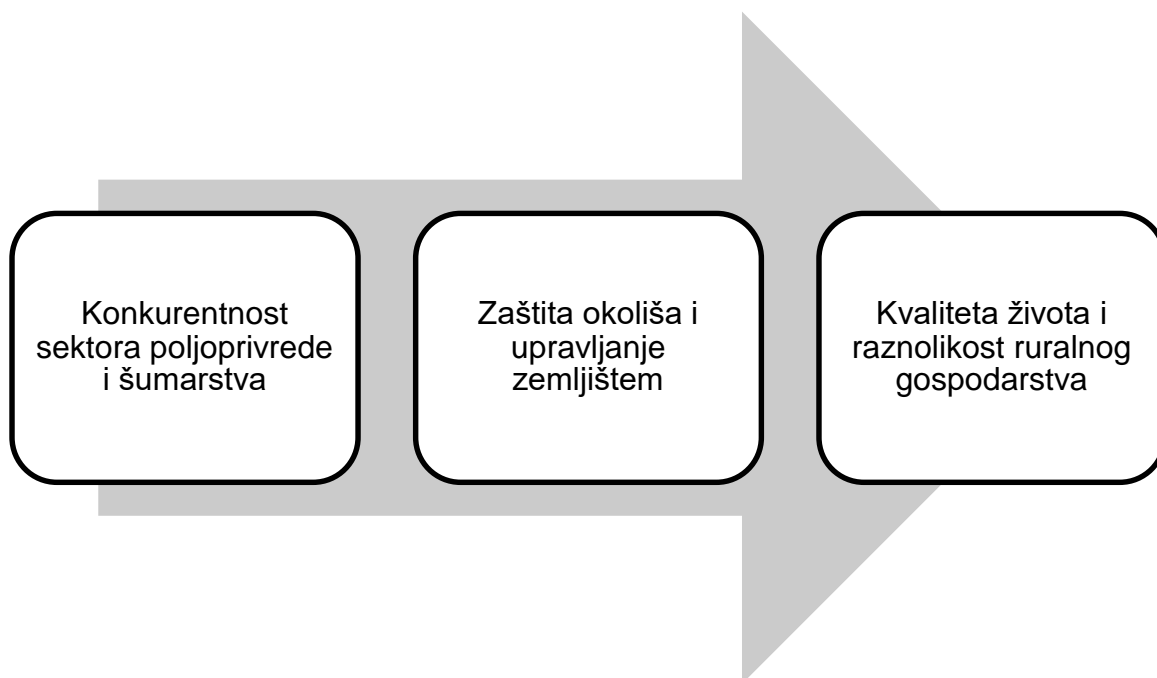 Konkurentnost
sektora poljoprivrede
i šumarstva
Zaštita okoliša i
upravljanje
zemljištem
Kvaliteta života i
raznolikost ruralnog
gospodarstva